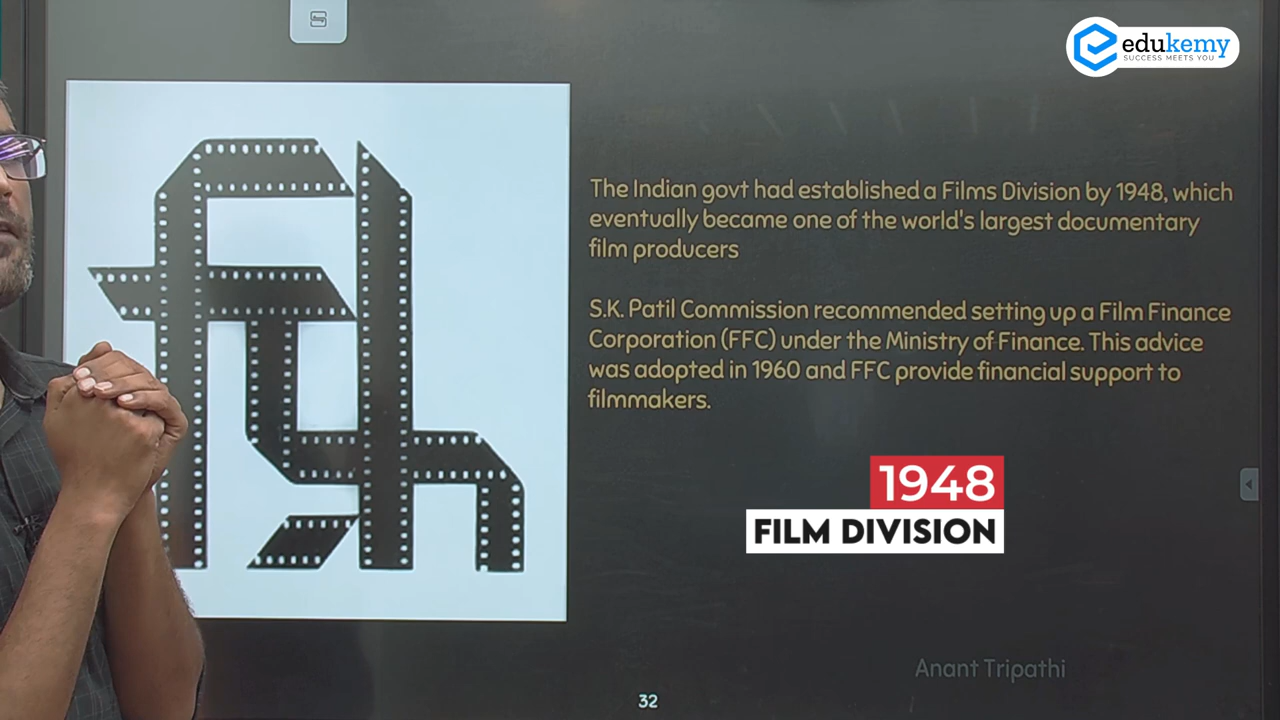 edukemy
SUCCESS MEETS YOU
The Indian govt had established a Films Division by 1948, which
eventually became one of the world's largest documentary
film producers
S.K. Patil Commission recommended setting up a Film Finance
Corporation (FFC) under the Ministry of Finance. This advice
was adopted in 1960 and FFC provide financial support to
filmmakers.
1948
FILM DIVISION
Anant Tripathi
32